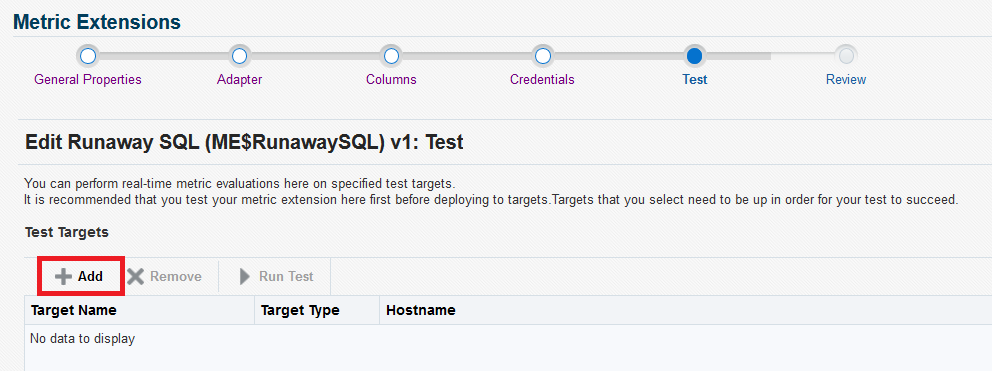 Metric Extensions
General Properties Adapter Columns Credentials Test Review
Edit Runaway SQL (ME$RunawaySQL) v1: Test
You can perform real-time metric evaluations here on specified test targets.
It is recommended that you test your metric extension here first before deploying to targets.Targets that you select need to be up in order for your test to succeed.
Test Targets
Add Remove Run Test
Target Name Target Type Hostname
No data to display